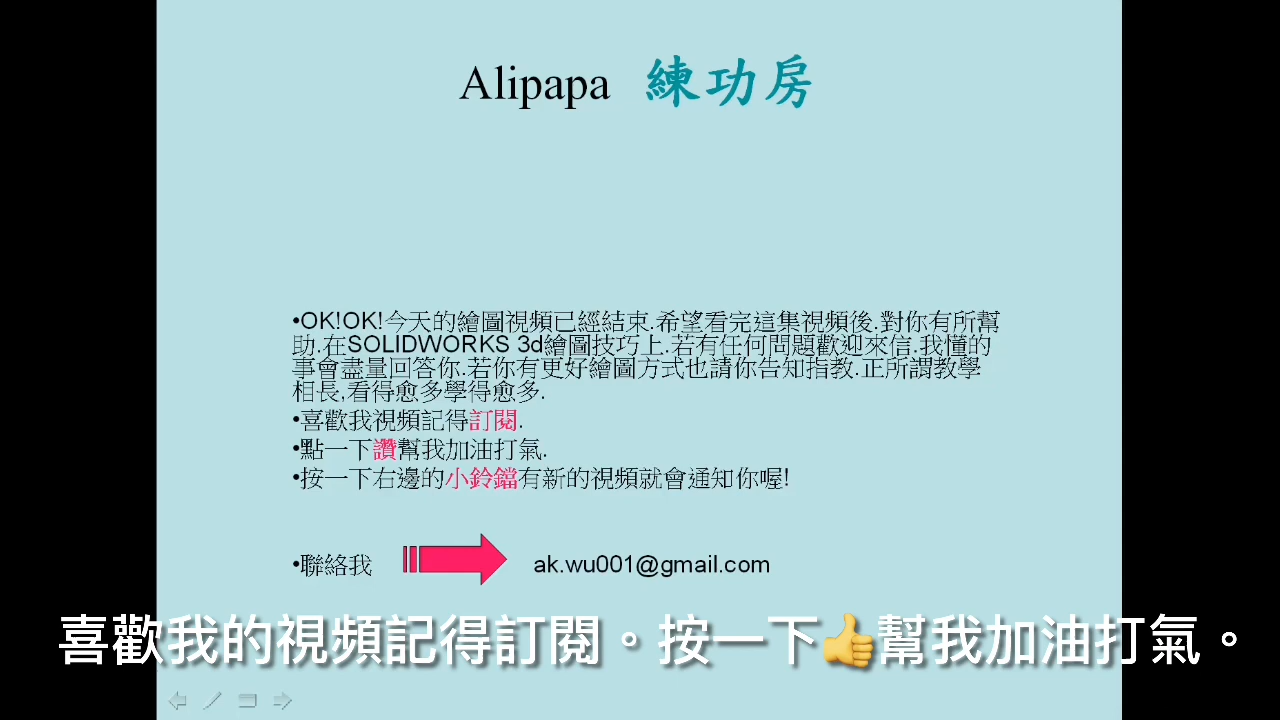 Alipapa 練功房
•OK!OK!今天的繪圖視頻已經結束.希望看完這集視頻後.對你有所幫
助.在SOLIDWORKS 3d繪圖技巧上.若有任何問題歡迎來信.我懂的
事會盡量回答你.若你有更好繪圖方式也請你告知指教.正所謂教學
相長,看得愈多學得愈多.
•喜歡我視頻記得訂閱.
•點一下讚幫我加油打氣.
•按一下右邊的小鈴鐺有新的視頻就會通知你喔!
•聯絡我 ak.wu001@gmail.com
喜歡我的視頻記得訂閱。按一下👍幫我加油打氣。